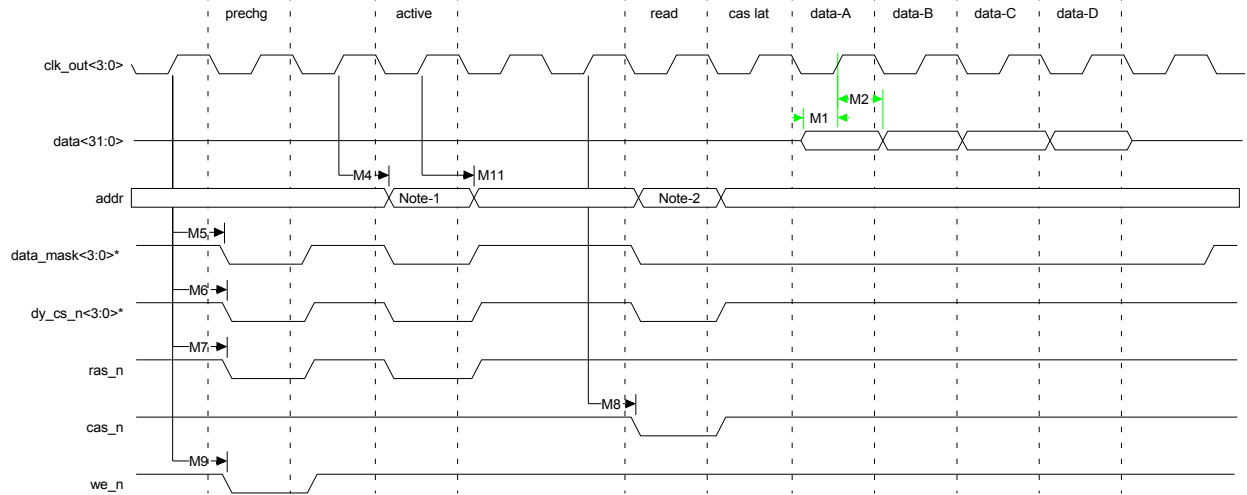 prechg active read cas lat data-A data-B data-C data-D
clk_out<3:0>
M2
M1
data<31:0>
M4 M11
addr Note-1 Note-2
M5
data_mask<3:0>*
M6
dy_cs_n<3:0>*
M7
ras_n
M8
cas_n
M9
we_n